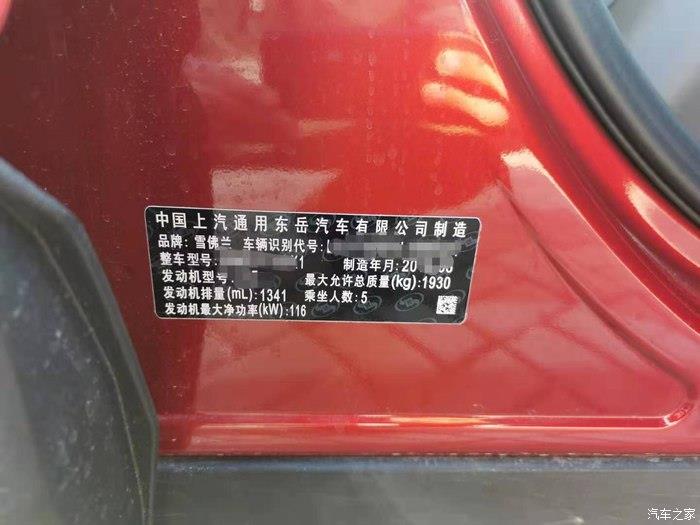 中国上汽通用东岳汽车有限公司制造
品牌: 雪佛兰 车辆识别代号:
整车型号: 制造年月: 20
发动机型号: 最大允许总质量(kg):1930
发动机排量(mL):1341 乘坐人数:5
发动机最大净功率(kW):116
汽车之家